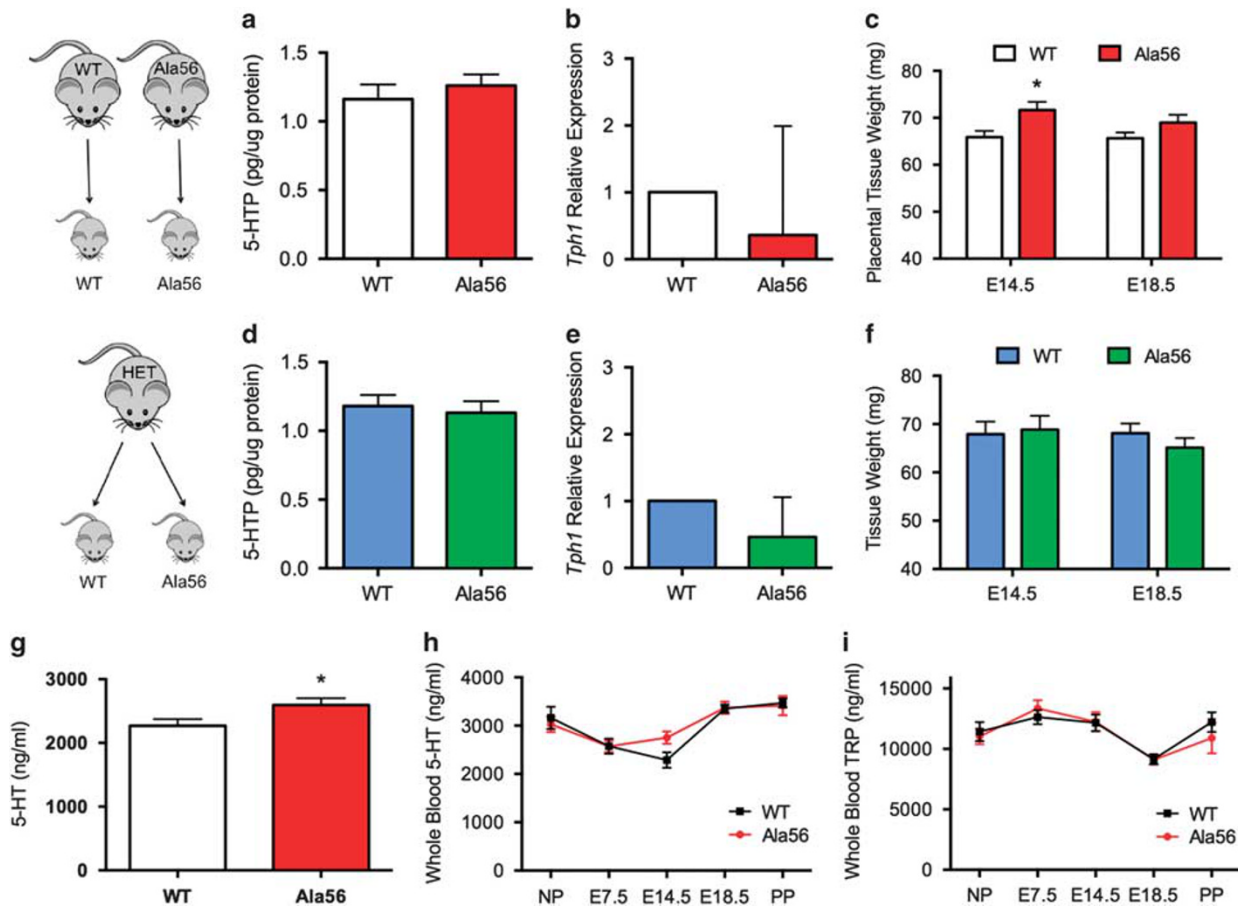 WT Ala56
WT Ala56
a
5-HTP (pg/ug protein)
1.5
1.0
0.5
0.0
WT Ala56
b
Tph1 Relative Expression
3
2
1
0
WT Ala56
c
WT Ala56
Placental Tissue Weight (mg)
80
70
60
50
40
*
E14.5 E18.5
HET
WT Ala56
d
5-HTP (pg/ug protein)
1.5
1.0
0.5
0.0
WT Ala56
e
Tph1 Relative Expression
3
2
1
0
WT Ala56
f
WT Ala56
Tissue Weight (mg)
80
70
60
50
40
E14.5 E18.5
g
5-HT (ng/ml)
3000
2000
1000
0
*
WT Ala56
h
Whole Blood 5-HT (ng/ml)
4000
3000
2000
1000
0
WT
Ala56
NP E7.5 E14.5 E18.5 PP
i
Whole Blood TRP (ng/ml)
15000
10000
5000
0
WT
Ala56
NP E7.5 E14.5 E18.5 PP